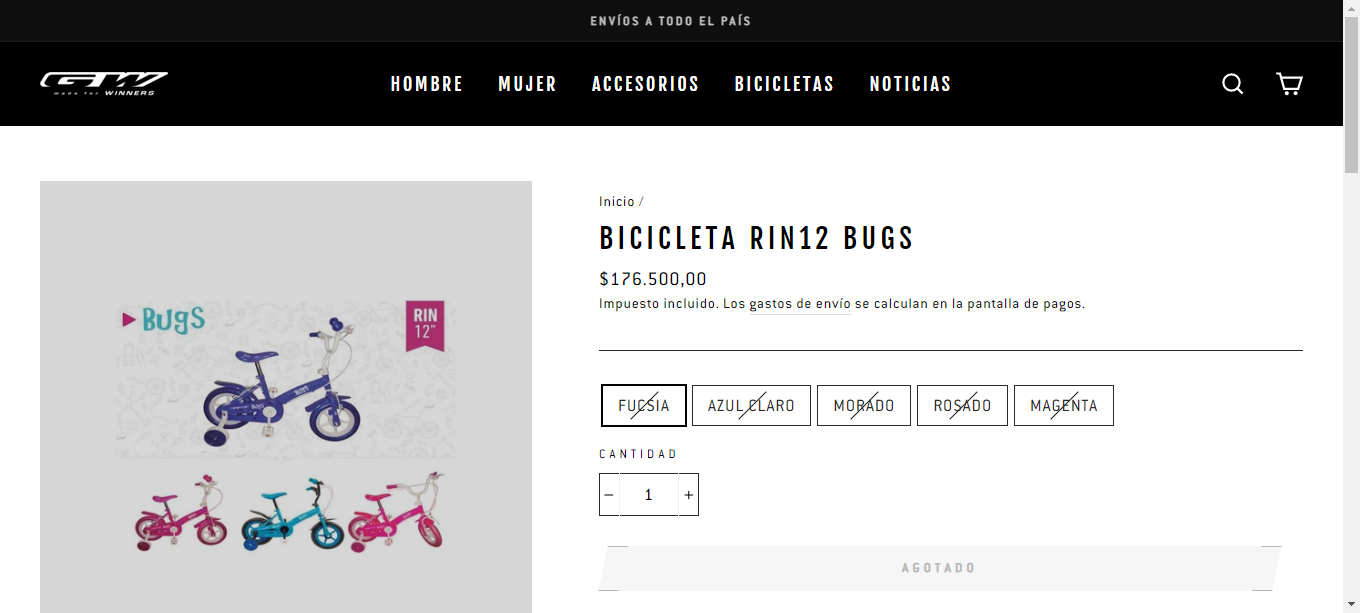 ENVÍOS A TODO EL PAÍS
GW
made for WINNERS
HOMBRE MUJER ACCESORIOS BICICLETAS NOTICIAS
Bugs
RIN
12"
Inicio /
BICICLETA RIN12 BUGS
$176.500,00
Impuesto incluido. Los gastos de envío se calculan en la pantalla de pagos.
FUCSIA AZUL CLARO MORADO ROSADO MAGENTA
CANTIDAD
− 1 +
AGOTADO